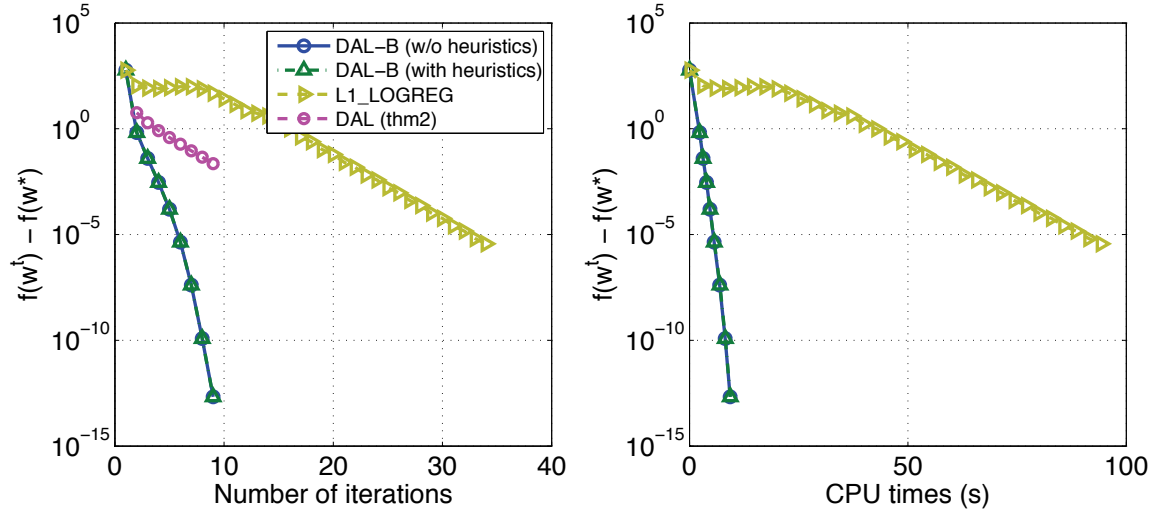 DAL-B (w/o heuristics)
DAL-B (with heuristics)
L1_LOGREG
DAL (thm2)
10^5
10^0
10^-5
10^-10
10^-15
f(w^t) - f(w*)
0 10 20 30 40
Number of iterations
10^5
10^0
10^-5
10^-10
10^-15
f(w^t) - f(w*)
0 50 100
CPU times (s)